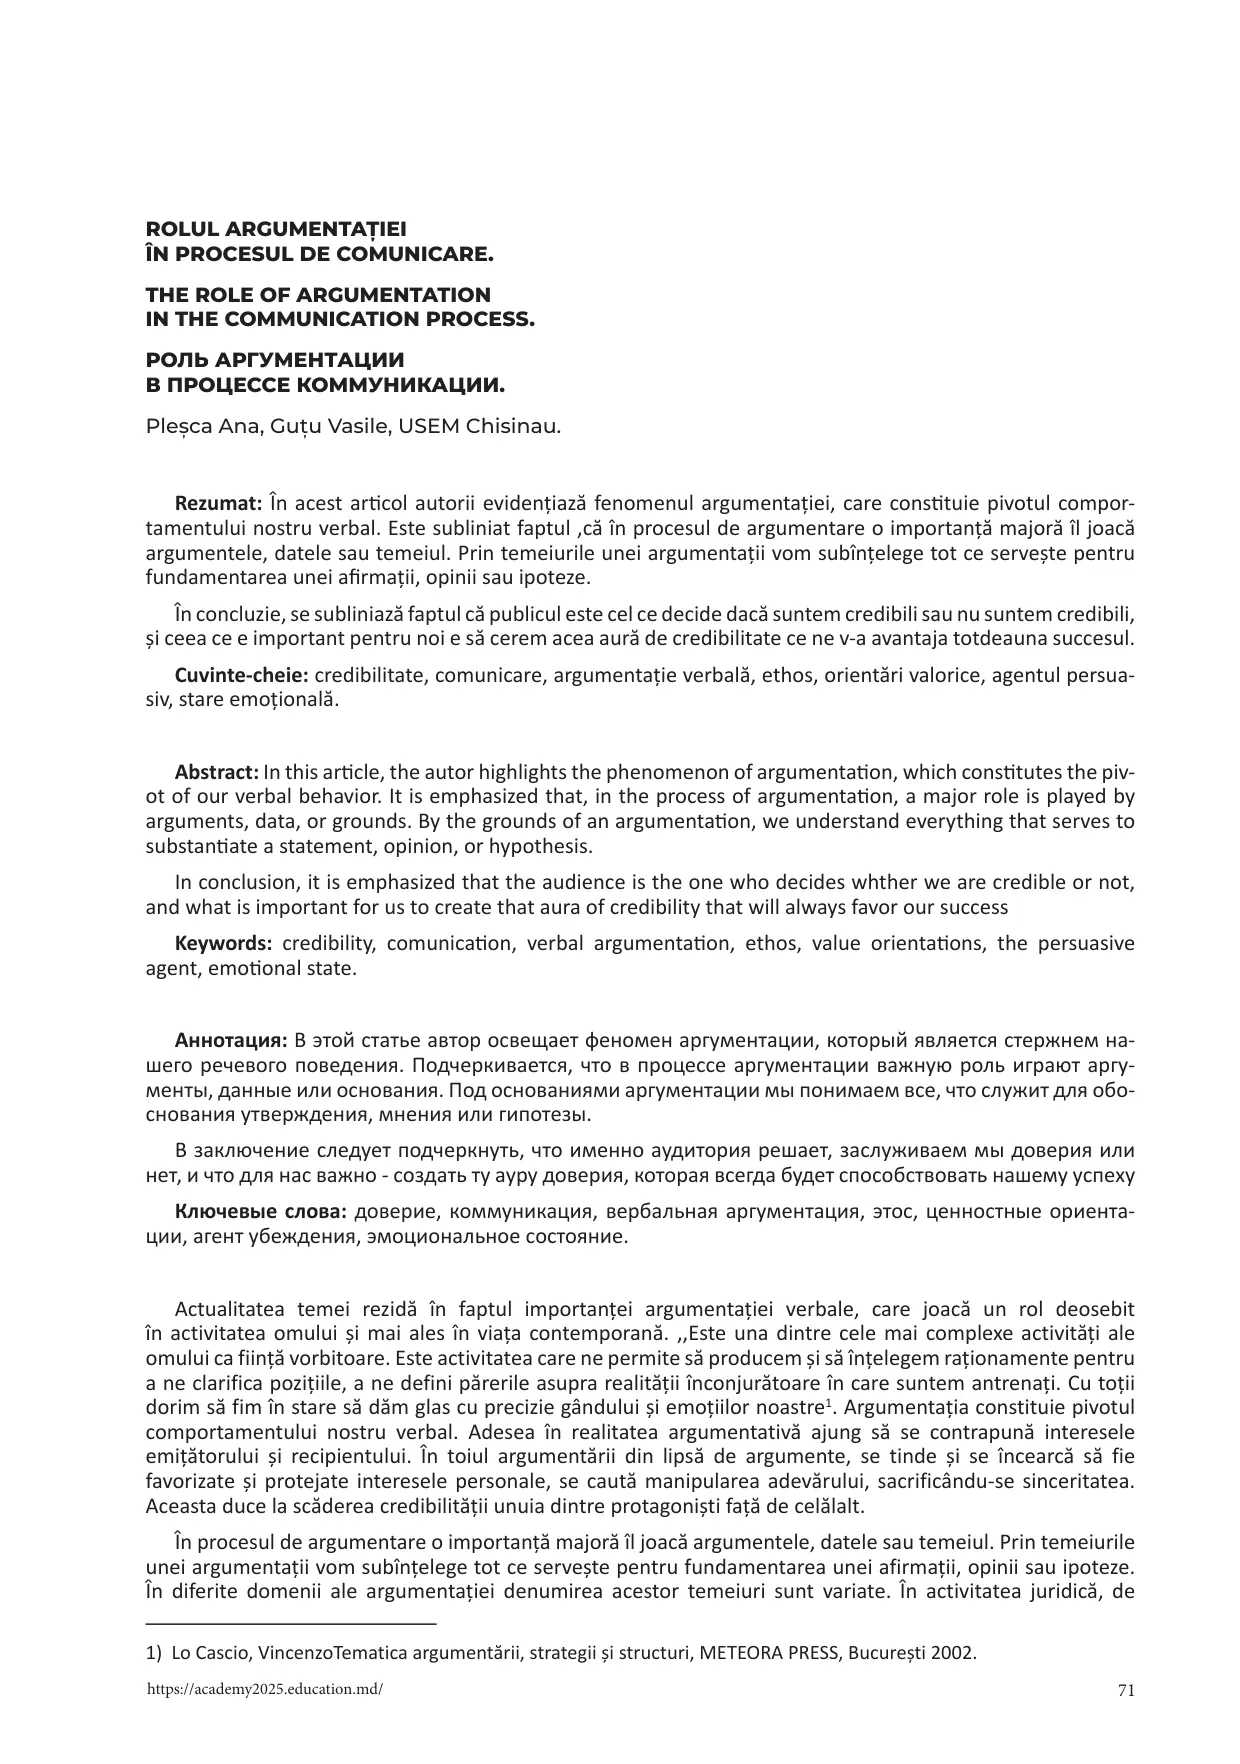 ROLUL ARGUMENTAȚIEI
ÎN PROCESUL DE COMUNICARE.
THE ROLE OF ARGUMENTATION
IN THE COMMUNICATION PROCESS.
РОЛЬ АРГУМЕНТАЦИИ
В ПРОЦЕССЕ КОММУНИКАЦИИ.
Pleșca Ana, Guțu Vasile, USEM Chisinau.
Rezumat: În acest articol autorii evidențiază fenomenul argumentației, care constituie pivotul compor-
tamentului nostru verbal. Este subliniat faptul ,că în procesul de argumentare o importanță majoră îl joacă
argumentele, datele sau temeiul. Prin temeiurile unei argumentații vom subînțelege tot ce servește pentru
fundamentarea unei afirmații, opinii sau ipoteze.
În concluzie, se subliniază faptul că publicul este cel ce decide dacă suntem credibili sau nu suntem credibili,
și ceea ce e important pentru noi e să cerem acea aură de credibilitate ce ne v-a avantaja totdeauna succesul.
Cuvinte-cheie: credibilitate, comunicare, argumentație verbală, ethos, orientări valorice, agentul persua-
siv, stare emoțională.
Abstract: In this article, the autor highlights the phenomenon of argumentation, which constitutes the piv-
ot of our verbal behavior. It is emphasized that, in the process of argumentation, a major role is played by
arguments, data, or grounds. By the grounds of an argumentation, we understand everything that serves to
substantiate a statement, opinion, or hypothesis.
In conclusion, it is emphasized that the audience is the one who decides whther we are credible or not,
and what is important for us to create that aura of credibility that will always favor our success
Keywords: credibility, comunication, verbal argumentation, ethos, value orientations, the persuasive
agent, emotional state.
Аннотация: В этой статье автор освещает феномен аргументации, который является стержнем на-
шего речевого поведения. Подчеркивается, что в процессе аргументации важную роль играют аргу-
менты, данные или основания. Под основаниями аргументации мы понимаем все, что служит для обо-
снования утверждения, мнения или гипотезы.
В заключение следует подчеркнуть, что именно аудитория решает, заслуживаем мы доверия или
нет, и что для нас важно - создать ту ауру доверия, которая всегда будет способствовать нашему успеху
Ключевые слова: доверие, коммуникация, вербальная аргументация, этос, ценностные ориента-
ции, агент убеждения, эмоциональное состояние.
Actualitatea temei rezidă în faptul importanței argumentației verbale, care joacă un rol deosebit
în activitatea omului și mai ales în viața contemporană. ,,Este una dintre cele mai complexe activități ale
omului ca ființă vorbitoare. Este activitatea care ne permite să producem și să înțelegem raționamente pentru
a ne clarifica pozițiile, a ne defini părerile asupra realității înconjurătoare în care suntem antrenați. Cu toții
dorim să fim în stare să dăm glas cu precizie gândului și emoțiilor noastre¹. Argumentația constituie pivotul
comportamentului nostru verbal. Adesea în realitatea argumentativă ajung să se contrapună interesele
emițătorului și recipientului. În toiul argumentării din lipsă de argumente, se tinde și se încearcă să fie
favorizate și protejate interesele personale, se caută manipularea adevărului, sacrificându-se sinceritatea.
Aceasta duce la scăderea credibilității unuia dintre protagoniști față de celălalt.
În procesul de argumentare o importanță majoră îl joacă argumentele, datele sau temeiul. Prin temeiurile
unei argumentații vom subînțelege tot ce servește pentru fundamentarea unei afirmații, opinii sau ipoteze.
În diferite domenii ale argumentației denumirea acestor temeiuri sunt variate. În activitatea juridică, de
1) Lo Cascio, VincenzoTematica argumentării, strategii și structuri, METEORA PRESS, București 2002.
https://academy2025.education.md/
71